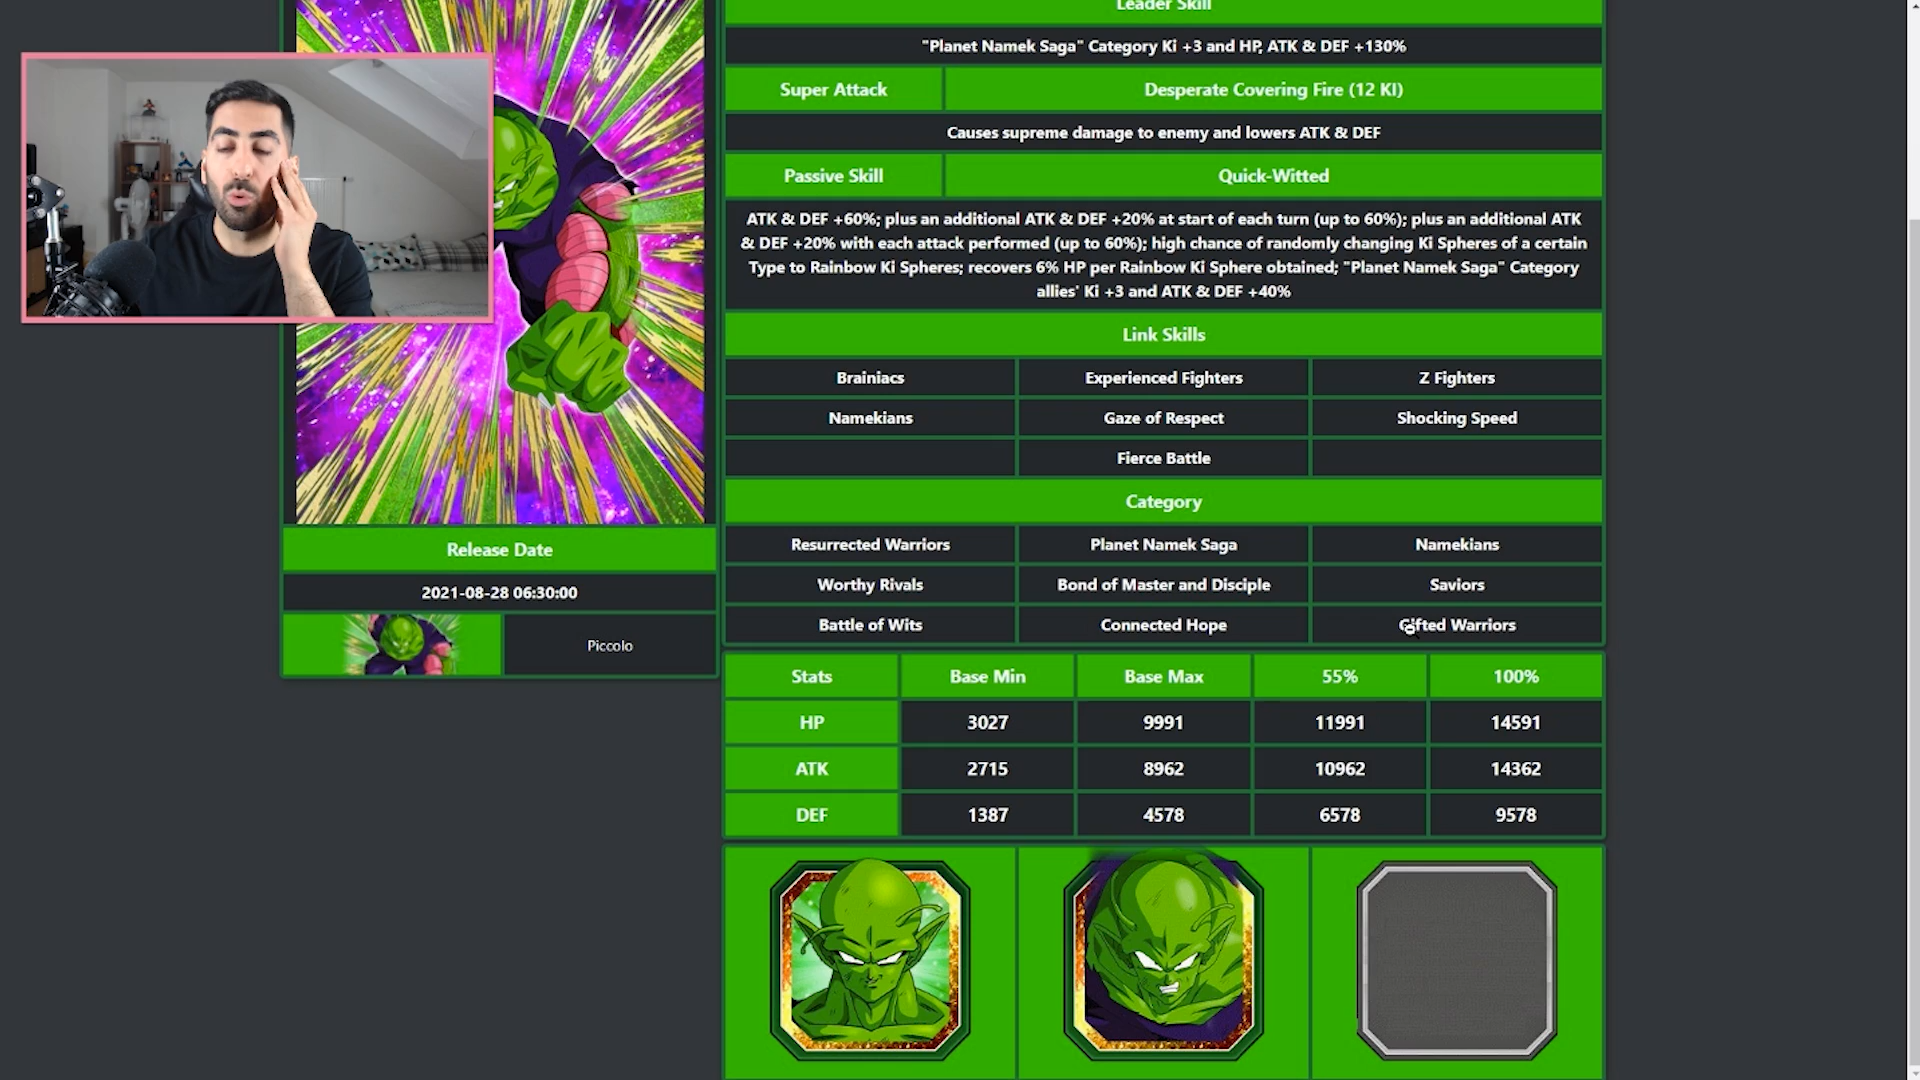 Leader Skill
"Planet Namek Saga" Category Ki +3 and HP, ATK & DEF +130%
Super Attack
Desperate Covering Fire (12 KI)
Causes supreme damage to enemy and lowers ATK & DEF
Passive Skill
Quick-Witted
ATK & DEF +60%; plus an additional ATK & DEF +20% at start of each turn (up to 60%); plus an additional ATK
& DEF +20% with each attack performed (up to 60%); high chance of randomly changing Ki Spheres of a certain
Type to Rainbow Ki Spheres; recovers 6% HP per Rainbow Ki Sphere obtained; "Planet Namek Saga" Category
allies' Ki +3 and ATK & DEF +40%
Link Skills
Brainiacs Experienced Fighters Z Fighters
Namekians Gaze of Respect Shocking Speed
Fierce Battle
Category
Resurrected Warriors Planet Namek Saga Namekians
Worthy Rivals Bond of Master and Disciple Saviors
Battle of Wits Connected Hope Gifted Warriors
Release Date
2021-08-28 06:30:00
Piccolo
Stats Base Min Base Max 55% 100%
HP 3027 9991 11991 14591
ATK 2715 8962 10962 14362
DEF 1387 4578 6578 9578